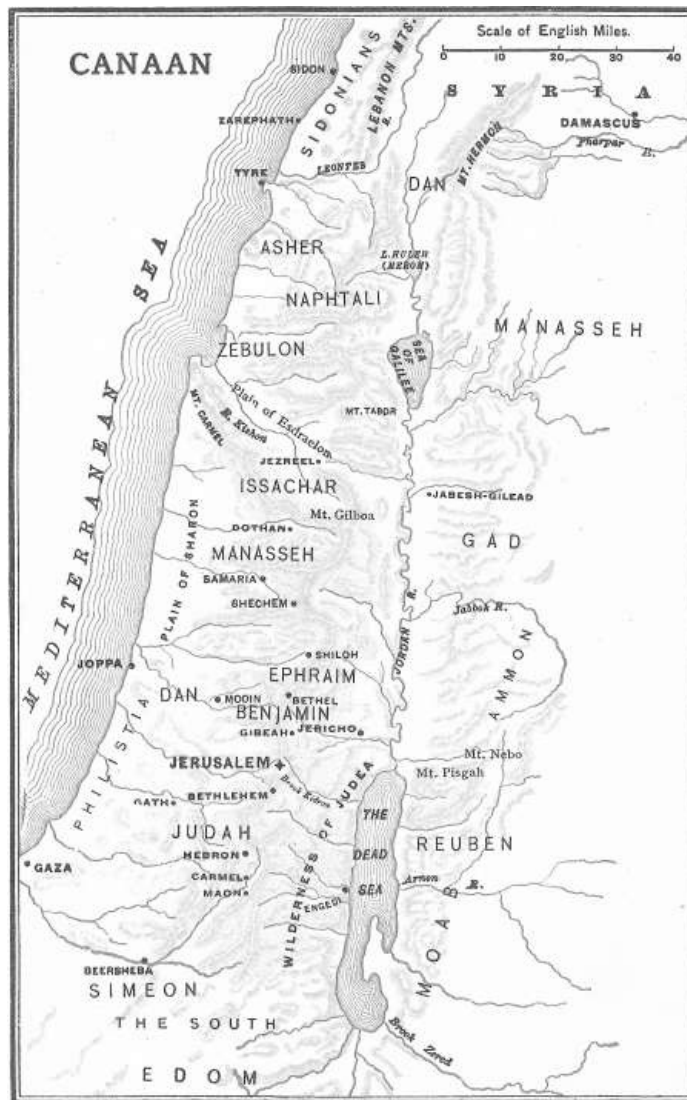 CANAAN
Scale of English Miles.
0 10 20 30 40
SIDON
SIDONIANS
LEBANON MTS.
R.
SYRIA
DAMASCUS
Pharpar R.
ZAREPHATH
MT. HERMON
LEONTES
TYRE
DAN
ASHER
L. HULEH
(MEROM)
NAPHTALI
MANASSEH
MEDITERRANEAN SEA
ZEBULON
SEA OF GALILEE
MT. CARMEL
R. Kishon
Plain of Esdraelon
MT. TABOR
JEZREEL
ISSACHAR
JABESH-GILEAD
Mt. Gilboa
DOTHAN
GAD
PLAIN OF SHARON
MANASSEH
SAMARIA
SHECHEM
JORDAN R.
Jabbok R.
AMMON
SHILOH
JOPPA
EPHRAIM
DAN
MODIN
BETHEL
BENJAMIN
GIBEAH
JERICHO
PHILISTIA
JERUSALEM
Mt. Nebo
Mt. Pisgah
Brook Kedron
BETHLEHEM
GATH
WILDERNESS OF JUDEA
THE DEAD SEA
JUDAH
REUBEN
HEBRON
GAZA
CARMEL
MAON
Arnon R.
ENGEDI
MOAB
BEERSHEBA
SIMEON
THE SOUTH
Brook Zered
EDOM